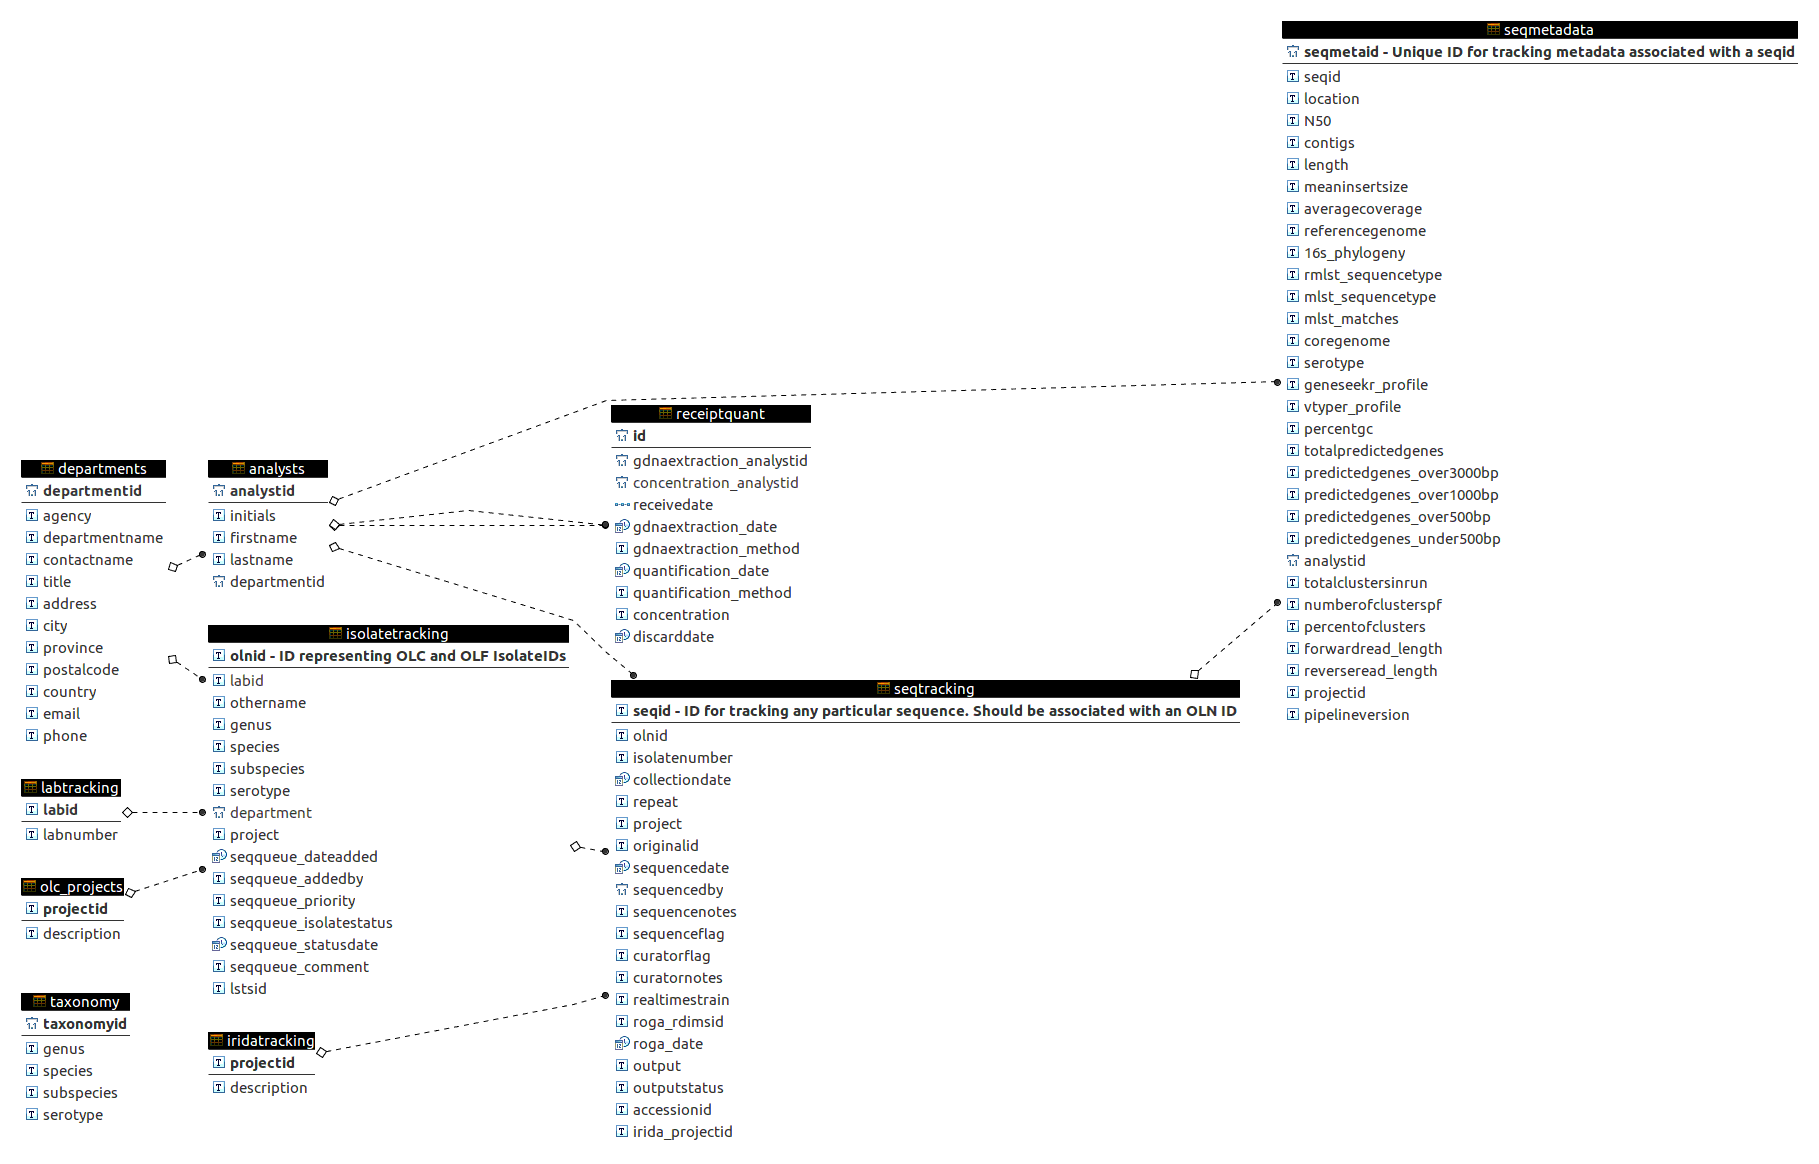 seqmetadata
seqmetaid - Unique ID for tracking metadata associated with a seqid
seqid
location
N50
contigs
length
meaninsertsize
averagecoverage
referencegenome
16s_phylogeny
rmlst_sequencetype
mlst_sequencetype
mlst_matches
coregenome
serotype
geneseekr_profile
vtyper_profile
percentgc
totalpredictedgenes
predictedgenes_over3000bp
predictedgenes_over1000bp
predictedgenes_over500bp
predictedgenes_under500bp
analystid
totalclustersinrun
numberofclusterspf
percentofclusters
forwardread_length
reverseread_length
projectid
pipelineversion
receiptquant
id
gdnaextraction_analystid
concentration_analystid
receivedate
gdnaextraction_date
gdnaextraction_method
quantification_date
quantification_method
concentration
discarddate
departments
departmentid
agency
departmentname
contactname
title
address
city
province
postalcode
country
email
phone
analysts
analystid
initials
firstname
lastname
departmentid
isolatetracking
olnid - ID representing OLC and OLF IsolateIDs
labid
othername
genus
species
subspecies
serotype
department
project
seqqueue_dateadded
seqqueue_addedby
seqqueue_priority
seqqueue_isolatestatus
seqqueue_statusdate
seqqueue_comment
lstsid
seqtracking
seqid - ID for tracking any particular sequence. Should be associated with an OLN ID
olnid
isolatenumber
collectiondate
repeat
project
originalid
sequencedate
sequencedby
sequencenotes
sequenceflag
curatorflag
curatornotes
realtimestrain
roga_rdimsid
roga_date
output
outputstatus
accessionid
irida_projectid
labtracking
labid
labnumber
olc_projects
projectid
description
taxonomy
taxonomyid
genus
species
subspecies
serotype
iridatracking
projectid
description